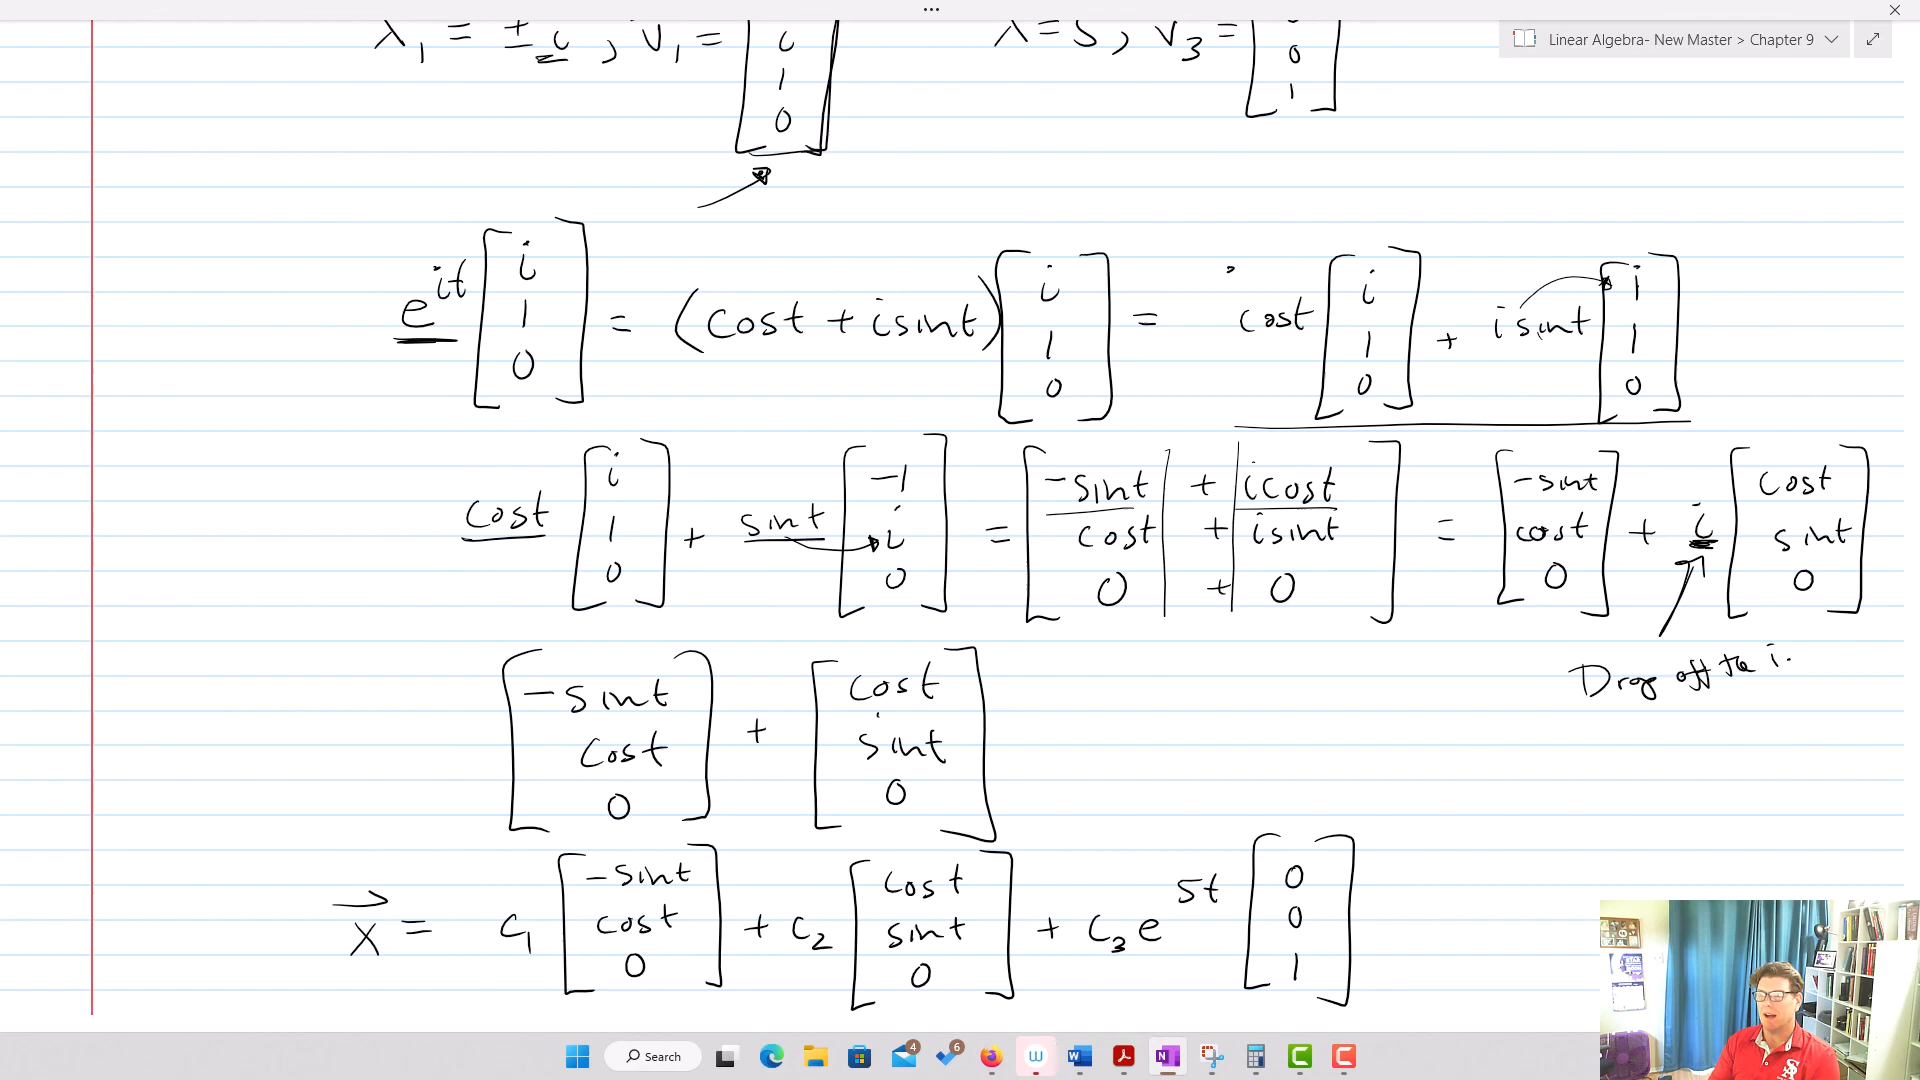 Linear Algebra- New Master > Chapter 9
λ₁ = ± i , v₁ = [i 1 0]
λ = 5 , v₃ = [0 0 1]
e^{it} [i 1 0] = (cost + isint) [i 1 0] = cost [i 1 0] + isint [i 1 0]
cost [i 1 0] + sint [-1 i 0] = [-sint + icost cost + isint 0 + 0] = [-sint cost 0] + i [cost sint 0]
Drop off the i.
[-sint cost 0] + [cost sint 0]
x⃗ = c₁ [-sint cost 0] + c₂ [cost sint 0] + c₃ e^{5t} [0 0 1]
Search
4
6